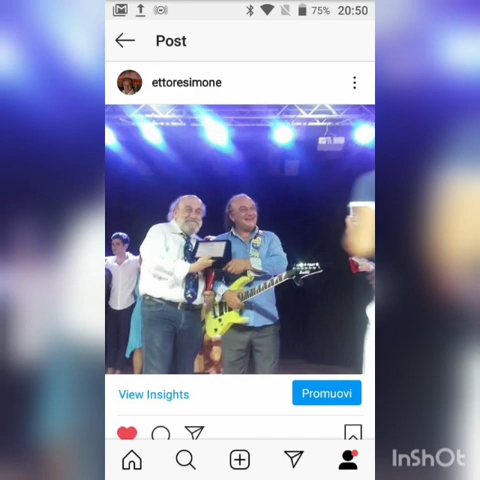 75% 20:50
Post
ettoresimone
View Insights
Promuovi
InShOt